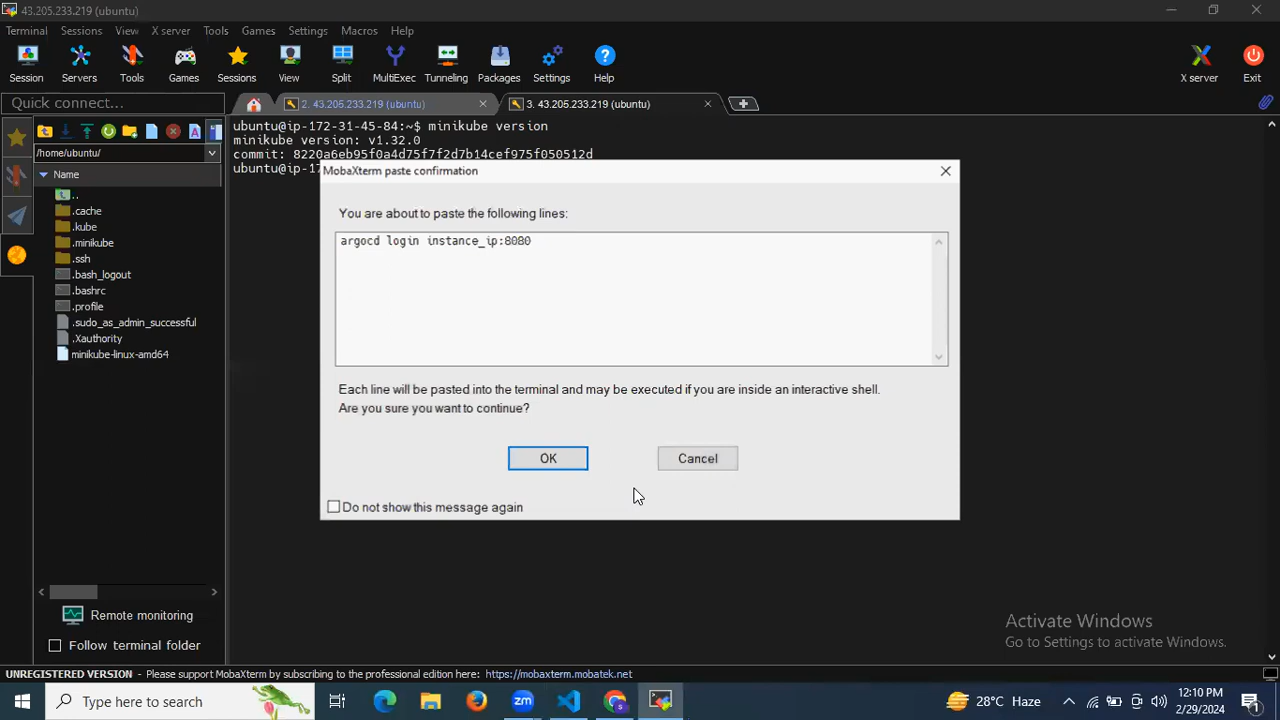 43.205.233.219 (ubuntu)
Terminal Sessions View X server Tools Games Settings Macros Help
Session Servers Tools Games Sessions View Split MultiExec Tunneling Packages Settings Help X server Exit
Quick connect...
2. 43.205.233.219 (ubuntu)
3. 43.205.233.219 (ubuntu)
/home/ubuntu/
Name
..
.cache
.kube
.minikube
.ssh
.bash_logout
.bashrc
.profile
.sudo_as_admin_successful
.Xauthority
minikube-linux-amd64
Remote monitoring
Follow terminal folder
ubuntu@ip-172-31-45-84:~$ minikube version
minikube version: v1.32.0
commit: 8220a6eb95f0a4d75f7f2d7b14cef975f050512d
ubuntu@ip-17
MobaXterm paste confirmation
You are about to paste the following lines:
argocd login instance_ip:8080
Each line will be pasted into the terminal and may be executed if you are inside an interactive shell.
Are you sure you want to continue?
OK Cancel
Do not show this message again
Activate Windows
Go to Settings to activate Windows.
UNREGISTERED VERSION - Please support MobaXterm by subscribing to the professional edition here: https://mobaxterm.mobatek.net
Type here to search
zm
28°C Haze
12:10 PM
2/29/2024
1